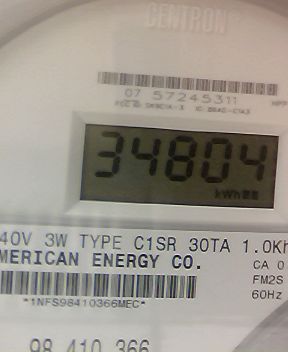 CENTRON
07 57245311
34804
kWh
40V 3W TYPE C1SR 30TA 1.0Kh
MERICAN ENERGY CO.
CA 0
FM2S
60Hz
*1NFS98410366MEC*
98 410 366